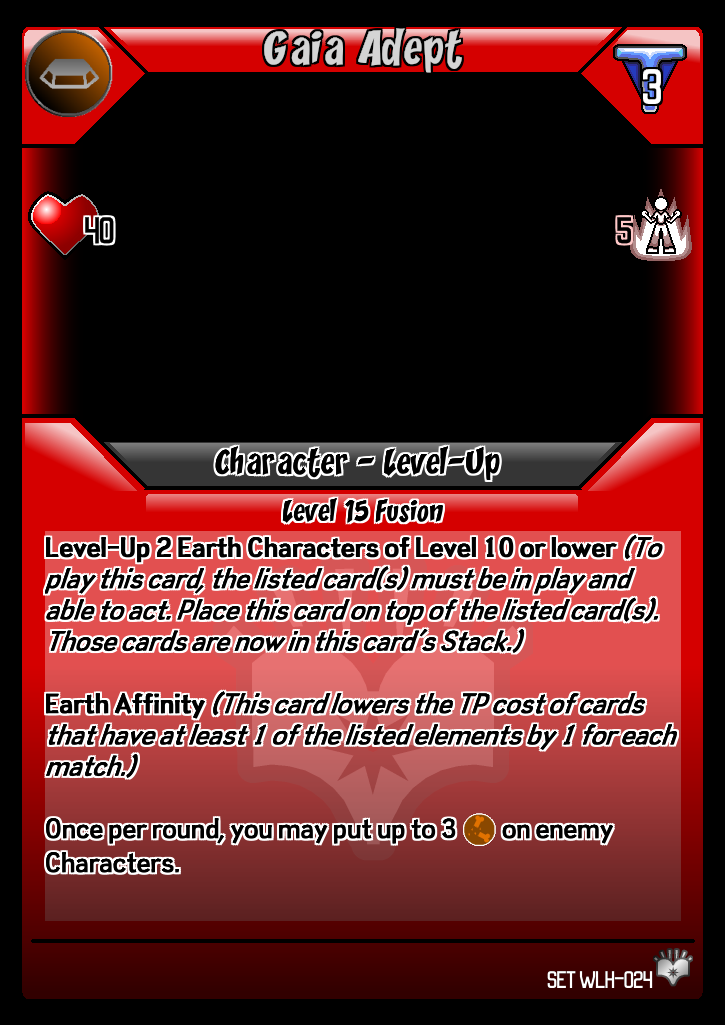 Gaia Adept
3
40
5
Character - Level-Up
Level 15 Fusion
Level-Up 2 Earth Characters of Level 10 or lower (To
play this card, the listed card(s) must be in play and
able to act. Place this card on top of the listed card(s).
Those cards are now in this card's Stack.)
Earth Affinity (This card lowers the TP cost of cards
that have at least 1 of the listed elements by 1 for each
match.)
Once per round, you may put up to 3 on enemy
Characters.
SET WLH-024